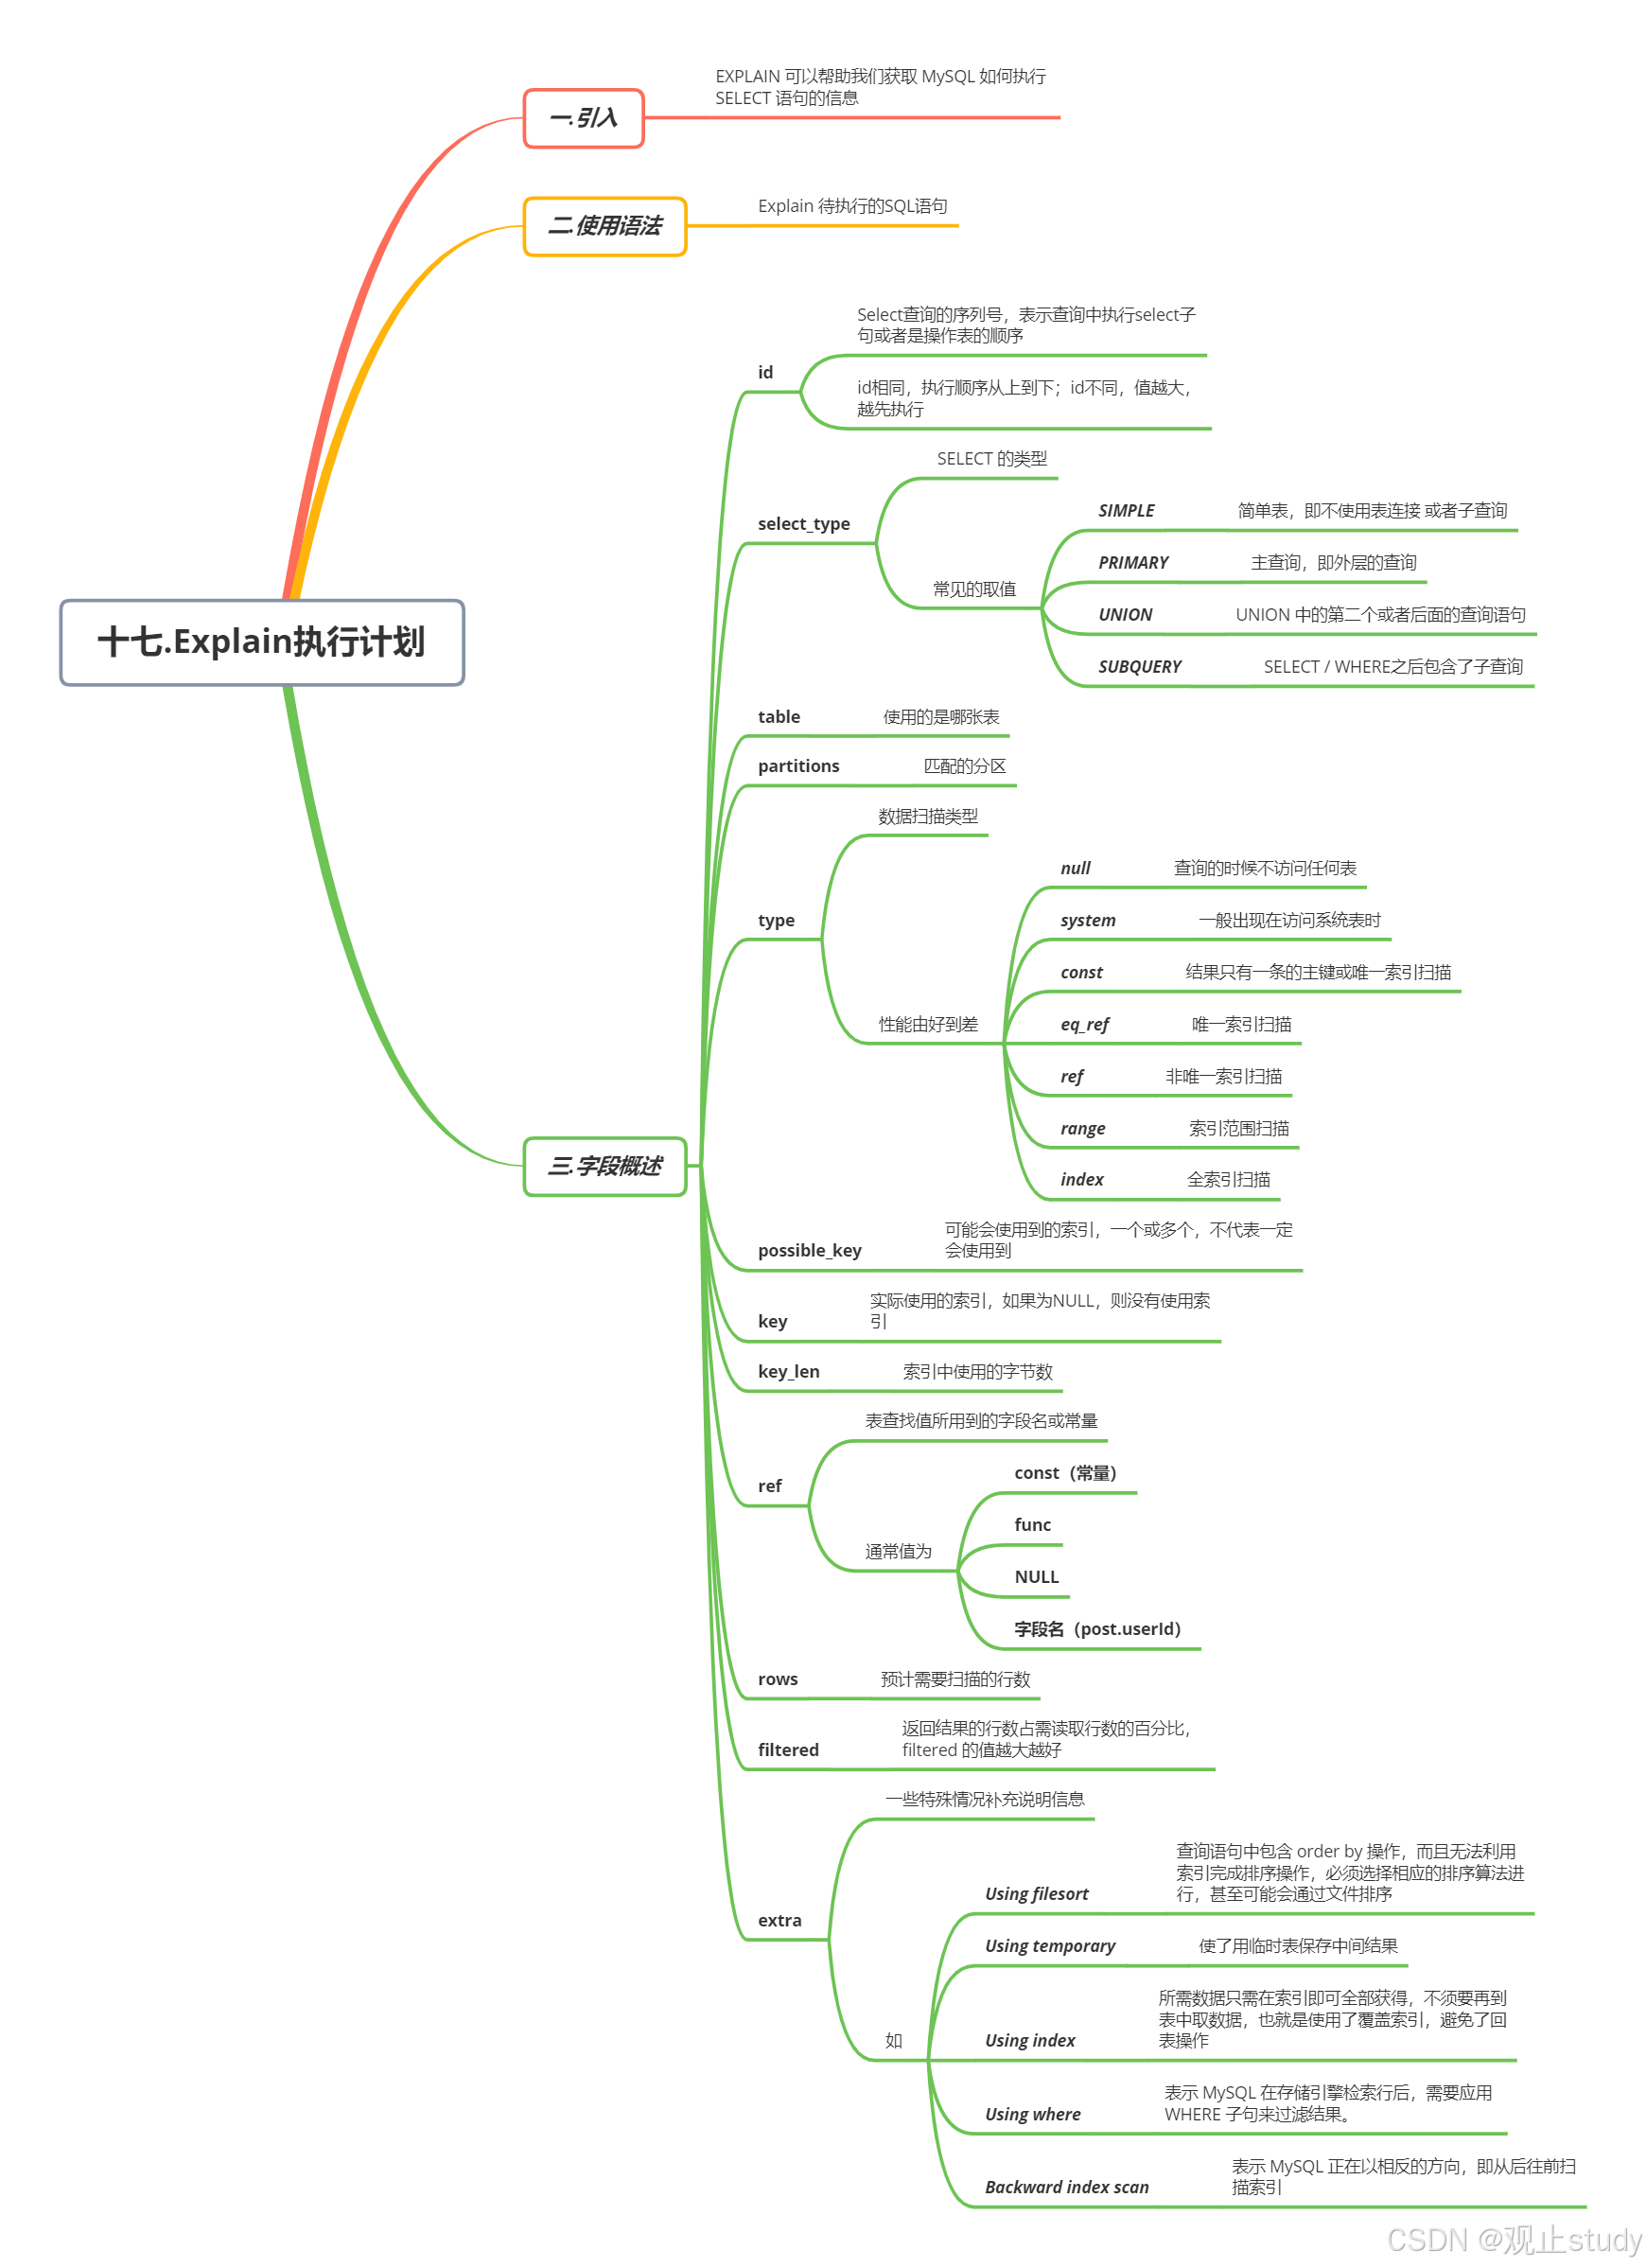 十七.Explain执行计划
一.引入
EXPLAIN 可以帮助我们获取 MySQL 如何执行
SELECT 语句的信息
二.使用语法
Explain 待执行的SQL语句
三.字段概述
id
Select查询的序列号，表示查询中执行select子
句或者是操作表的顺序
id相同，执行顺序从上到下；id不同，值越大，
越先执行
select_type
SELECT 的类型
常见的取值
SIMPLE
简单表，即不使用表连接 或者子查询
PRIMARY
主查询，即外层的查询
UNION
UNION 中的第二个或者后面的查询语句
SUBQUERY
SELECT / WHERE之后包含了子查询
table
使用的是哪张表
partitions
匹配的分区
type
数据扫描类型
性能由好到差
null
查询的时候不访问任何表
system
一般出现在访问系统表时
const
结果只有一条的主键或唯一索引扫描
eq_ref
唯一索引扫描
ref
非唯一索引扫描
range
索引范围扫描
index
全索引扫描
possible_key
可能会使用到的索引，一个或多个，不代表一定
会使用到
key
实际使用的索引，如果为NULL，则没有使用索
引
key_len
索引中使用的字节数
ref
表查找值所用到的字段名或常量
通常值为
const（常量）
func
NULL
字段名（post.userId）
rows
预计需要扫描的行数
filtered
返回结果的行数占需读取行数的百分比，
filtered 的值越大越好
extra
一些特殊情况补充说明信息
如
Using filesort
查询语句中包含 order by 操作，而且无法利用
索引完成排序操作，必须选择相应的排序算法进
行，甚至可能会通过文件排序
Using temporary
使了用临时表保存中间结果
Using index
所需数据只需在索引即可全部获得，不须要再到
表中取数据，也就是使用了覆盖索引，避免了回
表操作
Using where
表示 MySQL 在存储引擎检索行后，需要应用
WHERE 子句来过滤结果。
Backward index scan
表示 MySQL 正在以相反的方向，即从后往前扫
描索引
CSDN @观止study